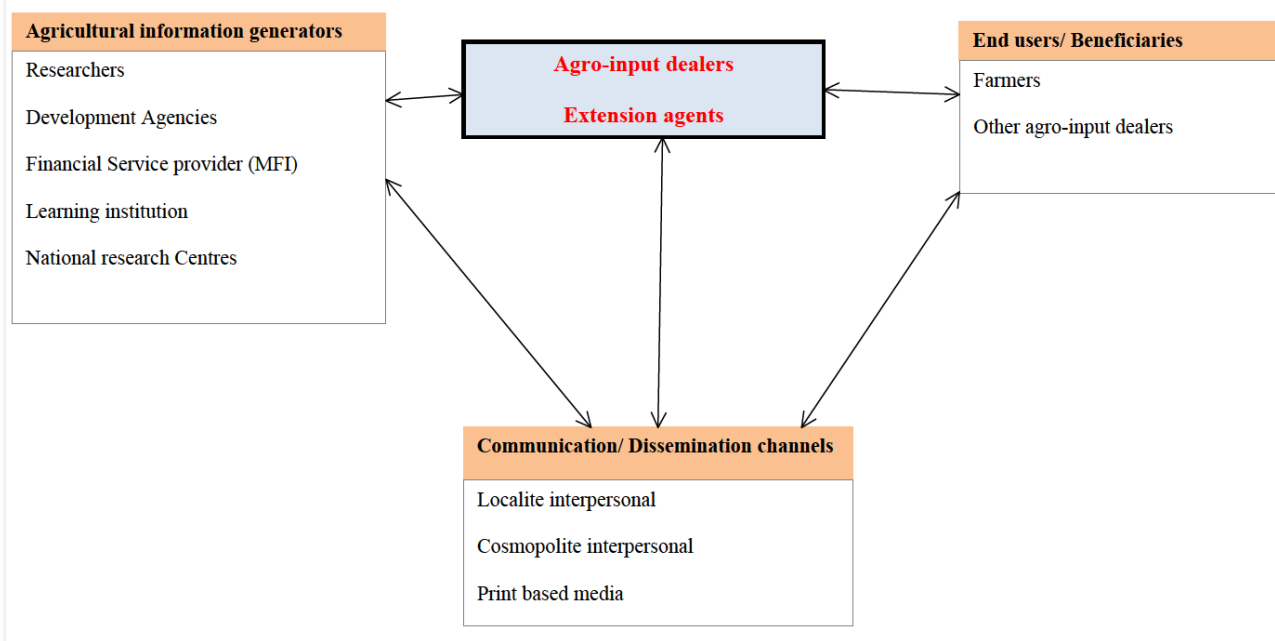 Agricultural information generators
Researchers
Development Agencies
Financial Service provider (MFI)
Learning institution
National research Centres
Agro-input dealers
Extension agents
End users/ Beneficiaries
Farmers
Other agro-input dealers
Communication/ Dissemination channels
Localite interpersonal
Cosmopolite interpersonal
Print based media